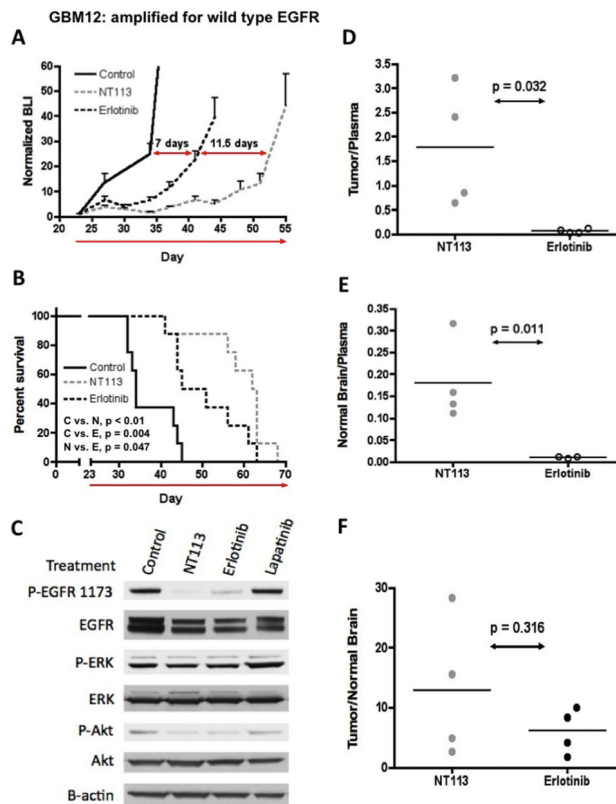 GBM12: amplified for wild type EGFR
A
Normalized BLI
60
50
40
30
20
10
0
Control
NT113
Erlotinib
7 days
11.5 days
20 25 30 35 40 45 50 55
Day
B
Percent survival
100
80
60
40
20
0
Control
NT113
Erlotinib
C vs. N, p < 0.01
C vs. E, p = 0.004
N vs. E, p = 0.047
0 23 30 40 50 60 70
Day
C
Treatment
Control
NT113
Erlotinib
Lapatinib
P-EGFR 1173
EGFR
P-ERK
ERK
P-Akt
Akt
B-actin
D
Tumor/Plasma
3.5
3.0
2.5
2.0
1.5
1.0
0.5
0.0
p = 0.032
NT113 Erlotinib
E
Normal Brain/Plasma
0.35
0.30
0.25
0.20
0.15
0.10
0.05
0.00
p = 0.011
NT113 Erlotinib
F
Tumor/Normal Brain
30
20
10
0
p = 0.316
NT113 Erlotinib